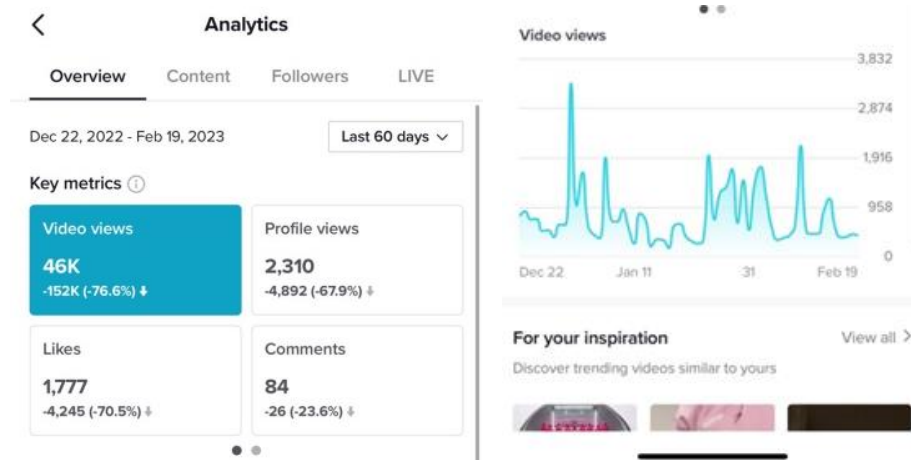 Analytics
Overview Content Followers LIVE
Dec 22, 2022 - Feb 19, 2023 Last 60 days
Key metrics
Video views
46K
-152K (-76.6%)
Profile views
2,310
-4,892 (-67.9%)
Likes
1,777
-4,245 (-70.5%)
Comments
84
-26 (-23.6%)
Video views
3,832
2,874
1,916
958
0
Dec 22 Jan 11 31 Feb 19
For your inspiration View all
Discover trending videos similar to yours